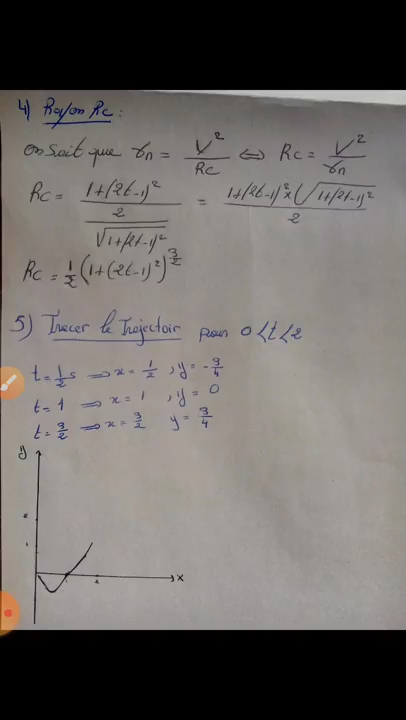 4) Rayon Rc :
On Sait que γn = V² / Rc ⟺ Rc = V² / γn
Rc = (1+(2t-1)²) / (2 / √(1+(2t-1)²)) = (1+(2t-1)² × (√(1+(2t-1)²) / 2
Rc = 1/2 (1+(2t-1)²)^(3/2)
5) Tracer le Trajectoir pour 0<t<2
t = 1/2 s ⟹ x = 1/2 , y = -3/4
t = 1 ⟹ x = 1 , y = 0
t = 3/2 ⟹ x = 3/2 y = 3/4
y
x